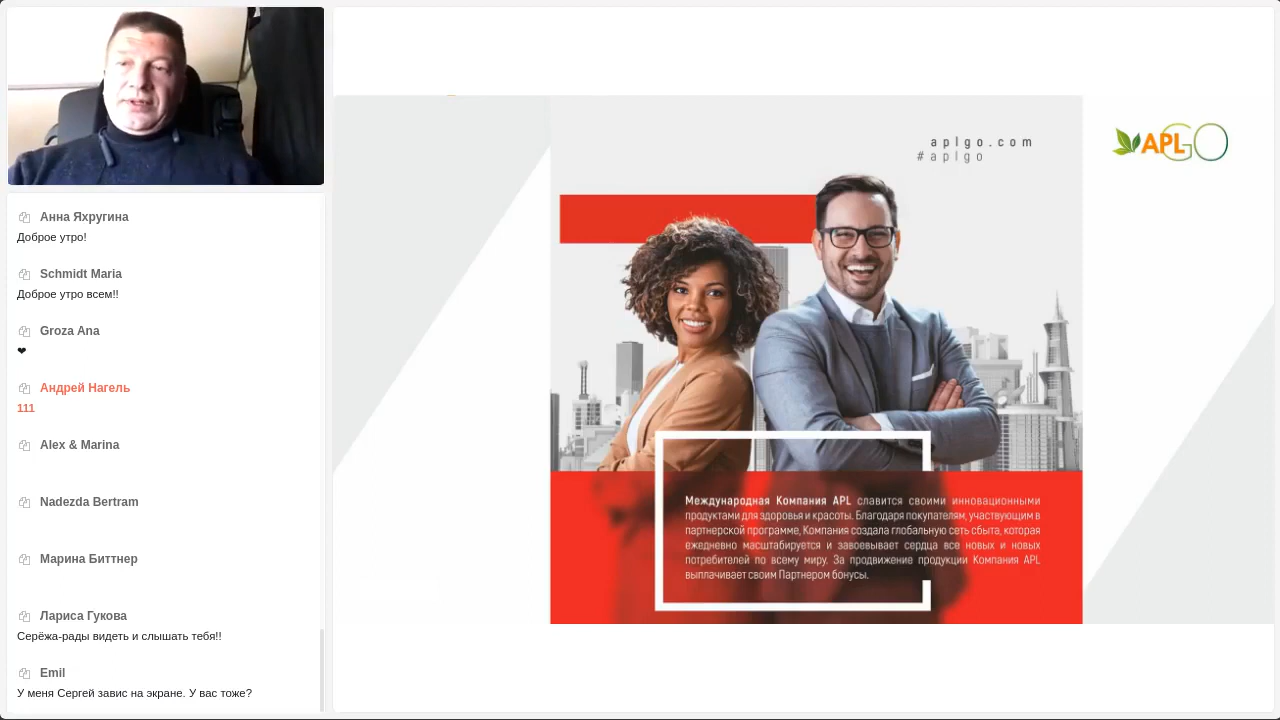 Анна Яхругина
Доброе утро!
Schmidt Maria
Доброе утро всем!!
Groza Ana
❤
Андрей Нагель
111
Alex & Marina
Nadezda Bertram
Марина Биттнер
Лариса Гукова
Серёжа-рады видеть и слышать тебя!!
Emil
У меня Сергей завис на экране. У вас тоже?
aplgo.com
#aplgo
APLGO
Международная Компания APL славится своими инновационными
продуктами для здоровья и красоты. Благодаря покупателям, участвующим в
партнерской программе, Компания создала глобальную сеть сбыта, которая
ежедневно масштабируется и завоевывает сердца все новых и новых
потребителей по всему миру. За продвижение продукции Компания APL
выплачивает своим Партнером бонусы.